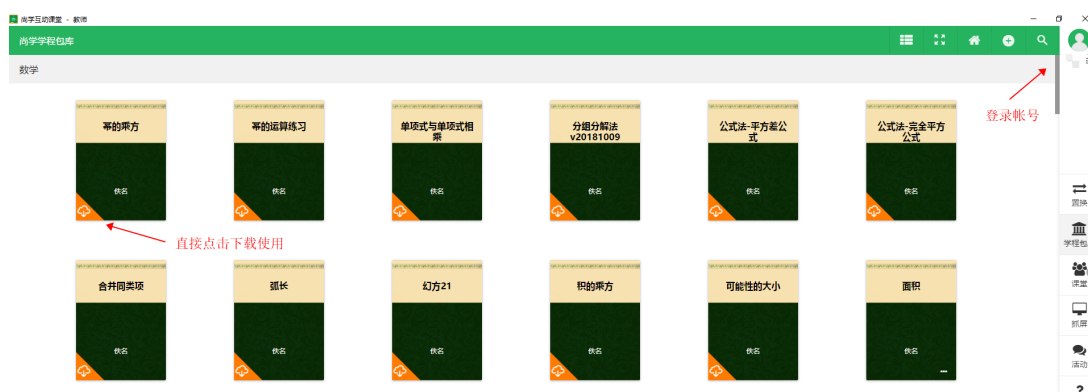 尚学互动课堂 - 教师
尚学学程包库
数学
登录帐号
幂的乘方
佚名
幂的运算练习
佚名
单项式与单项式相
乘
佚名
分组分解法
v20181009
佚名
公式法-平方差公
式
佚名
公式法-完全平方
公式
佚名
直接点击下载使用
合并同类项
佚名
弧长
佚名
幻方21
佚名
积的乘方
佚名
可能性的大小
佚名
面积
佚名
置换
学程包
课堂
抓屏
活动